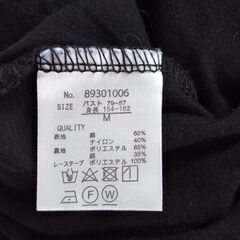 No. 89301006
SIZE バスト 79-87
身長 154-162
M
QUALITY
表地 綿 60%
ナイロン 40%
裏地 ポリエステル 65%
綿 35%
レーステープ ポリエステル 100%